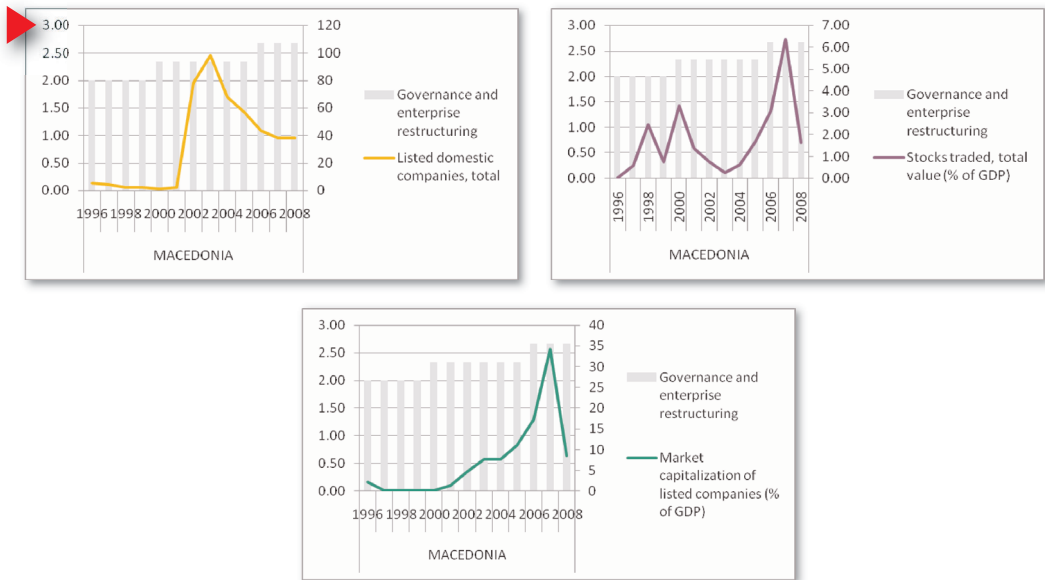 3.00 120
2.50 100
2.00 80
1.50 60
1.00 40
0.50 20
0.00 0
1996 1998 2000 2002 2004 2006 2008
MACEDONIA
Governance and
enterprise
restructuring
Listed domestic
companies, total
3.00 7.00
2.50 6.00
2.00 5.00
1.50 4.00
1.00 3.00
0.50 2.00
0.00 1.00
0.00
1996 1998 2000 2002 2004 2006 2008
MACEDONIA
Governance and
enterprise
restructuring
Stocks traded, total
value (% of GDP)
3.00 40
2.50 35
2.00 30
1.50 25
1.00 20
0.50 15
0.00 10
5
0
1996 1998 2000 2002 2004 2006 2008
MACEDONIA
Governance and
enterprise
restructuring
Market
capitalization of
listed companies (%
of GDP)